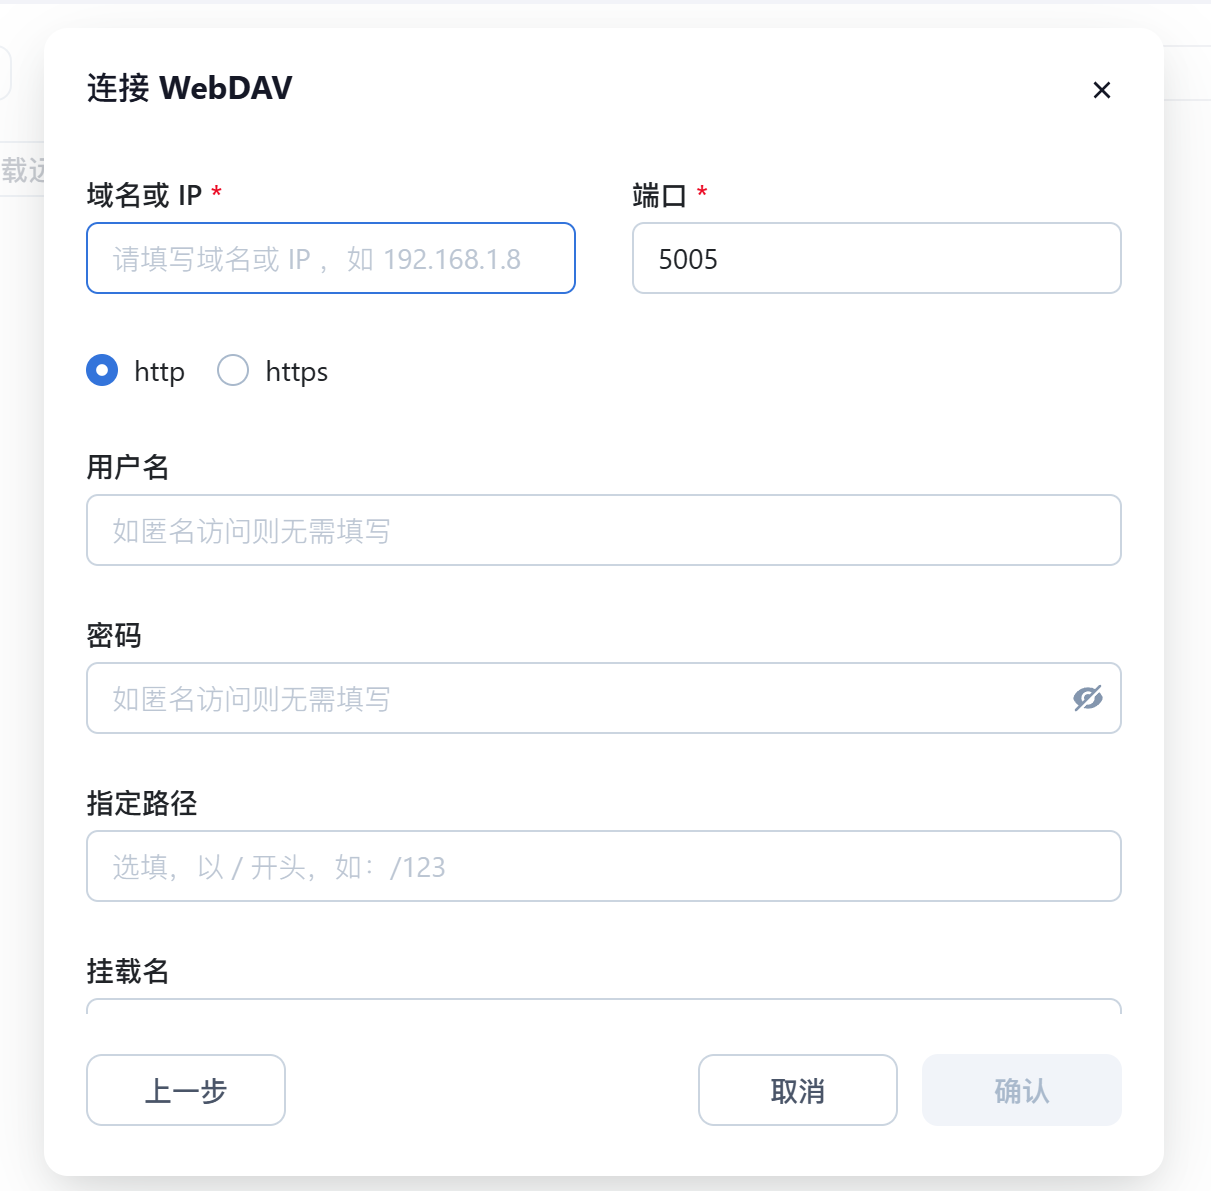 连接 WebDAV
域名或 IP *
端口 *
请填写域名或 IP ，如 192.168.1.8
5005
http
https
用户名
如匿名访问则无需填写
密码
如匿名访问则无需填写
指定路径
选填，以 / 开头，如：/123
挂载名
上一步
取消
确认